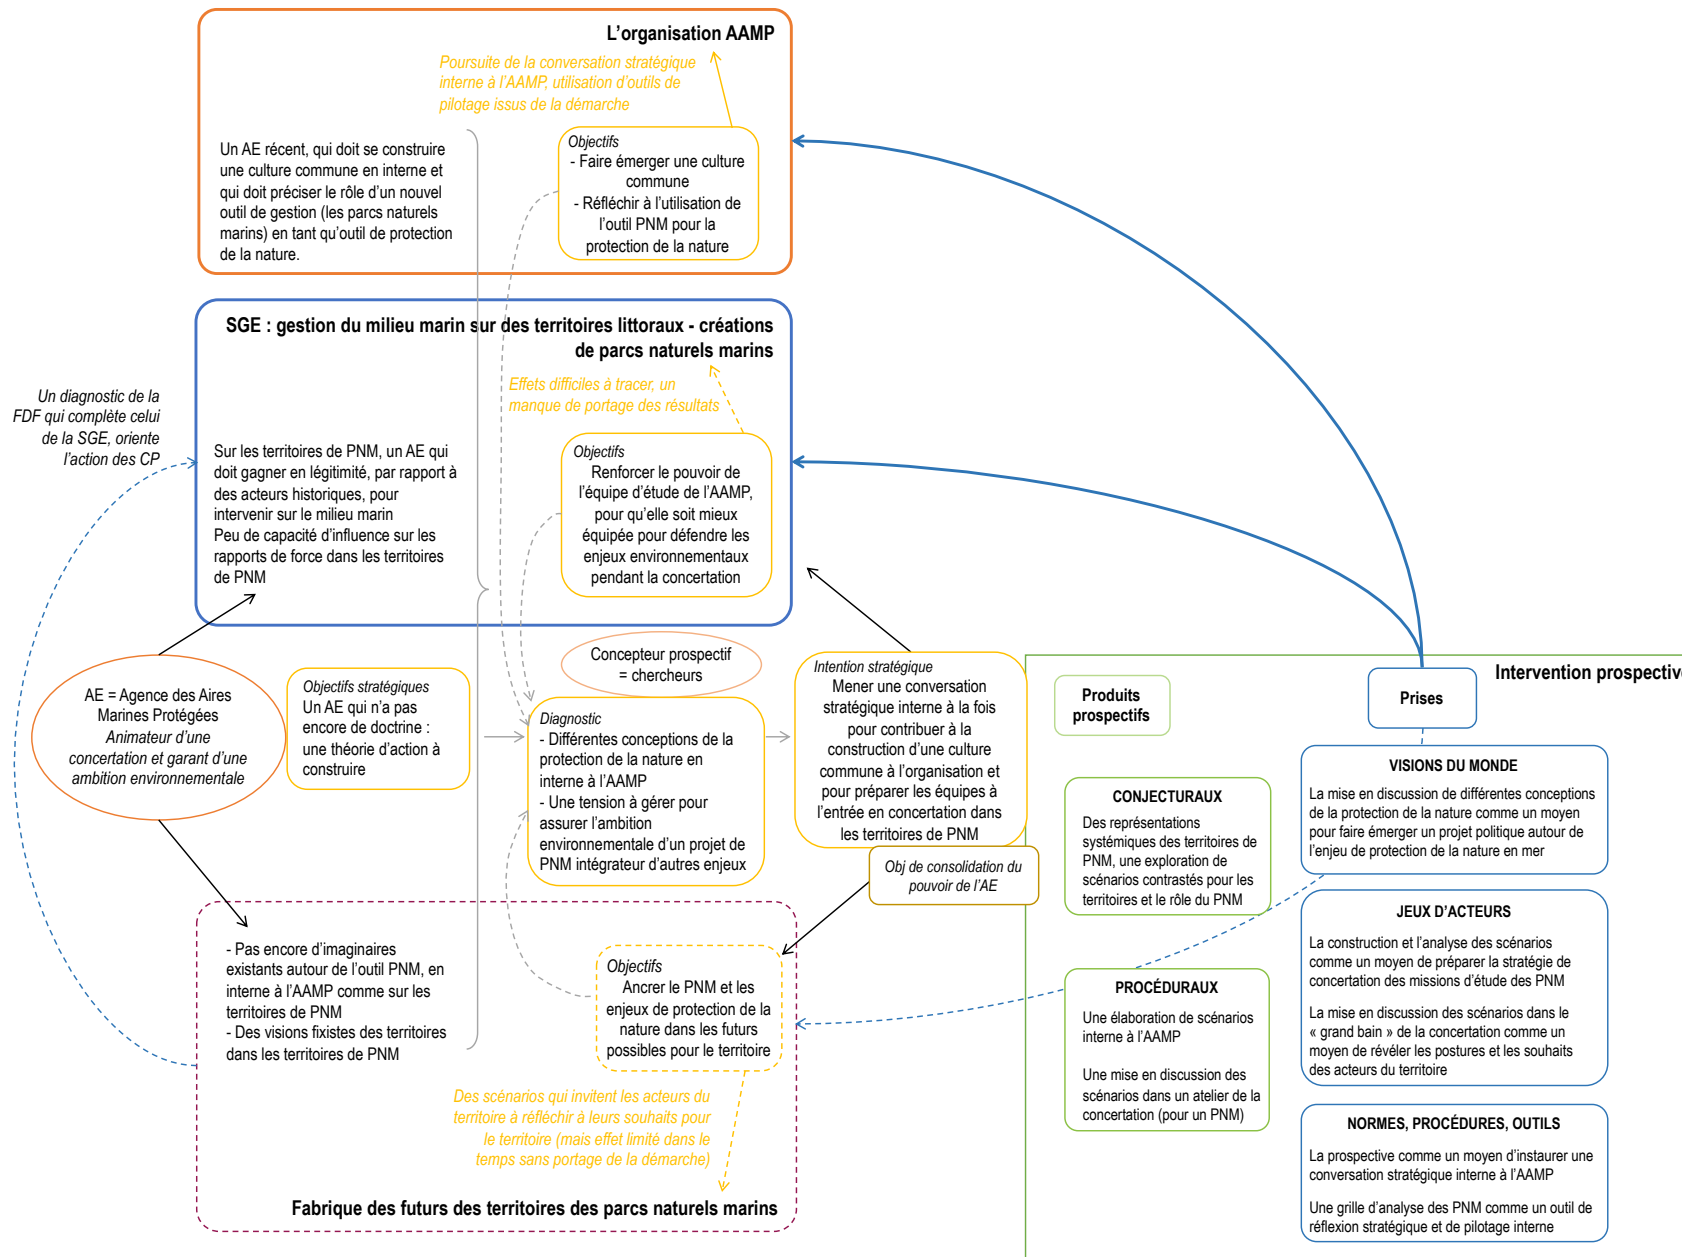 L'organisation AAMP
Poursuite de la conversation stratégique
interne à l'AAMP, utilisation d'outils de
pilotage issus de la démarche
Un AE récent, qui doit se construire
une culture commune en interne et
qui doit préciser le rôle d'un nouvel
outil de gestion (les parcs naturels
marins) en tant qu'outil de protection
de la nature.
Objectifs
- Faire émerger une culture
commune
- Réfléchir à l'utilisation de
l'outil PNM pour la
protection de la nature
SGE : gestion du milieu marin sur des territoires littoraux - créations
de parcs naturels marins
Effets difficiles à tracer, un
manque de portage des résultats
Un diagnostic de la
FDF qui complète celui
de la SGE, oriente
l'action des CP
Sur les territoires de PNM, un AE qui
doit gagner en légitimité, par rapport à
des acteurs historiques, pour
intervenir sur le milieu marin
Peu de capacité d'influence sur les
rapports de force dans les territoires
de PNM
Objectifs
Renforcer le pouvoir de
l'équipe d'étude de l'AAMP,
pour qu'elle soit mieux
équipée pour défendre les
enjeux environnementaux
pendant la concertation
AE = Agence des Aires
Marines Protégées
Animateur d'une
concertation et garant d'une
ambition environnementale
Objectifs stratégiques
Un AE qui n'a pas
encore de doctrine :
une théorie d'action à
construire
Concepteur prospectif
= chercheurs
Diagnostic
- Différentes conceptions de la
protection de la nature en
interne à l'AAMP
- Une tension à gérer pour
assurer l'ambition
environnementale d'un projet de
PNM intégrateur d'autres enjeux
Intention stratégique
Mener une conversation
stratégique interne à la fois
pour contribuer à la
construction d'une culture
commune à l'organisation et
pour préparer les équipes à
l'entrée en concertation dans
les territoires de PNM
Obj de consolidation du
pouvoir de l'AE
- Pas encore d'imaginaires
existants autour de l'outil PNM, en
interne à l'AAMP comme sur les
territoires de PNM
- Des visions fixistes des territoires
dans les territoires de PNM
Objectifs
Ancrer le PNM et les
enjeux de protection de la
nature dans les futurs
possibles pour le territoire
Des scénarios qui invitent les acteurs du
territoire à réfléchir à leurs souhaits pour
le territoire (mais effet limité dans le
temps sans portage de la démarche)
Fabrique des futurs des territoires des parcs naturels marins
Intervention prospective
Produits
prospectifs
Prises
CONJECTURAUX
Des représentations
systémiques des territoires de
PNM, une exploration de
scénarios contrastés pour les
territoires et le rôle du PNM
PROCÉDURAUX
Une élaboration de scénarios
interne à l'AAMP
Une mise en discussion des
scénarios dans un atelier de la
concertation (pour un PNM)
VISIONS DU MONDE
La mise en discussion de différentes conceptions
de la protection de la nature comme un moyen
pour faire émerger un projet politique autour de
l'enjeu de protection de la nature en mer
JEUX D'ACTEURS
La construction et l'analyse des scénarios
comme un moyen de préparer la stratégie de
concertation des missions d'étude des PNM
La mise en discussion des scénarios dans le
« grand bain » de la concertation comme un
moyen de révéler les postures et les souhaits
des acteurs du territoire
NORMES, PROCÉDURES, OUTILS
La prospective comme un moyen d'instaurer une
conversation stratégique interne à l'AAMP
Une grille d'analyse des PNM comme un outil de
réflexion stratégique et de pilotage interne